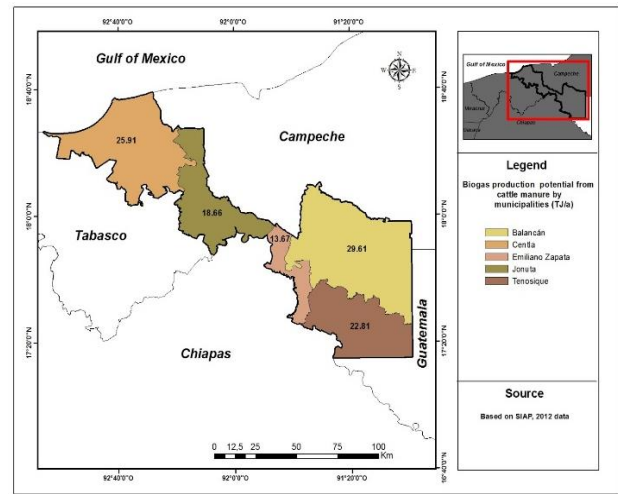 92°40'0"W
92°0'0"W
91°20'0"W
Gulf of Mexico
N
W
E
S
18°40'0"N
18°40'0"N
25.91
Campeche
18.66
18°0'0"N
18°0'0"N
Tabasco
13.67
29.61
22.81
Guatemala
17°20'0"N
17°20'0"N
Chiapas
0 12,5 25 50 75 100
Km
16°40'0"N
92°40'0"W
92°0'0"W
91°20'0"W
Gulf of Mexico
Campeche
Veracruz
Oaxaca
Chiapas
Legend
Biogas production potential from
cattle manure by
municipalities (TJ/a)
Balancán
Centla
Emiliano Zapata
Jonuta
Tenosique
Source
Based on SIAP, 2012 data